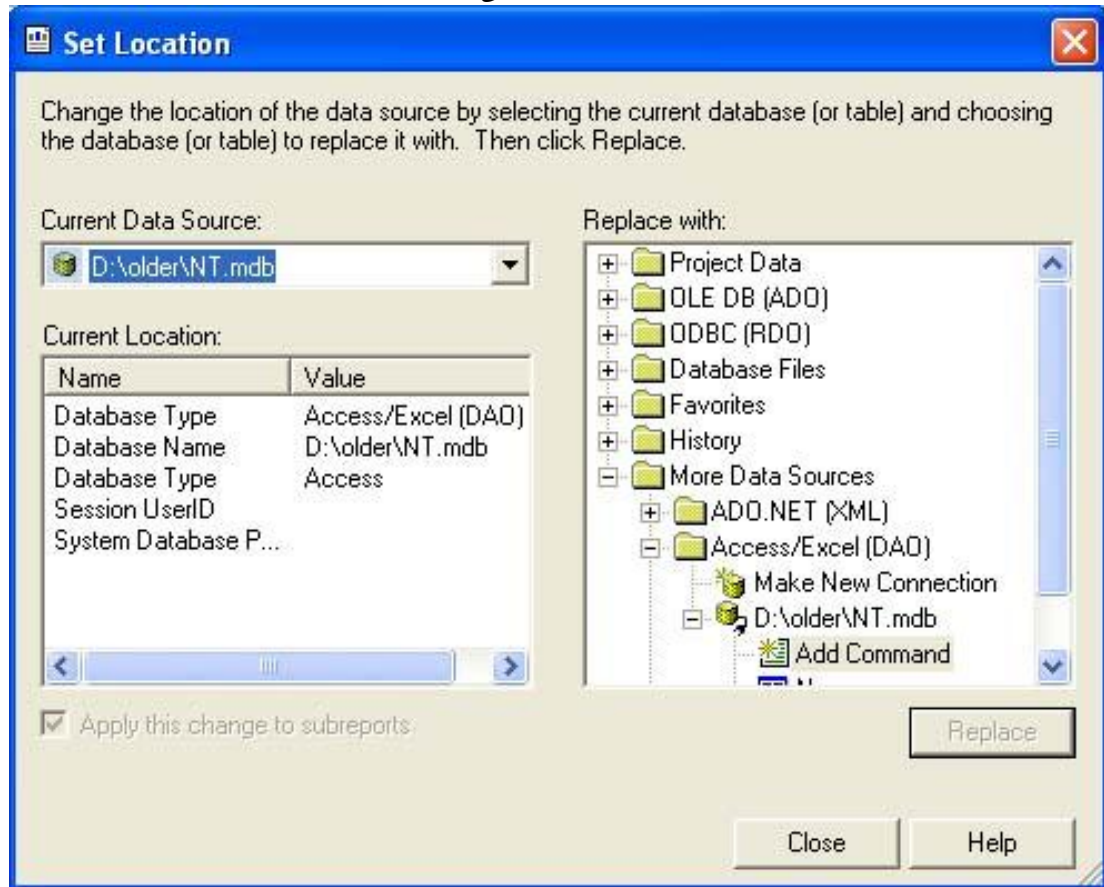 Set Location
Change the location of the data source by selecting the current database (or table) and choosing
the database (or table) to replace it with. Then click Replace.
Current Data Source:
D:\older\NT.mdb
Current Location:
Name Value
Database Type Access/Excel (DAO)
Database Name D:\older\NT.mdb
Database Type Access
Session UserID
System Database P...
Apply this change to subreports
Replace with:
Project Data
OLE DB (ADO)
ODBC (RDO)
Database Files
Favorites
History
More Data Sources
ADO.NET (XML)
Access/Excel (DAO)
Make New Connection
D:\older\NT.mdb
Add Command
Replace
Close
Help